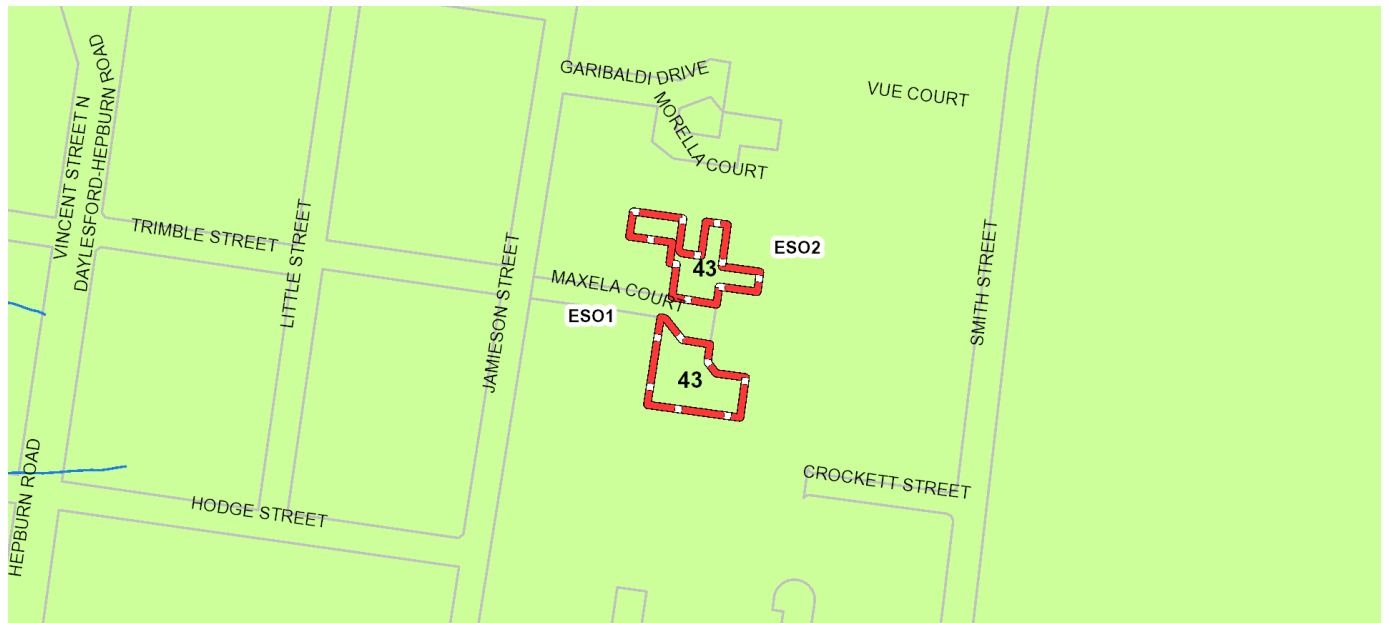 GARIBALDI DRIVE
VUE COURT
MORELLA COURT
VINCENT STREET N
DAYLESFORD-HEPBURN ROAD
TRIMBLE STREET
LITTLE STREET
JAMIESON STREET
ESO2
43
MAXELA COURT
ESO1
SMITH STREET
43
HEPBURN ROAD
HODGE STREET
CROCKETT STREET